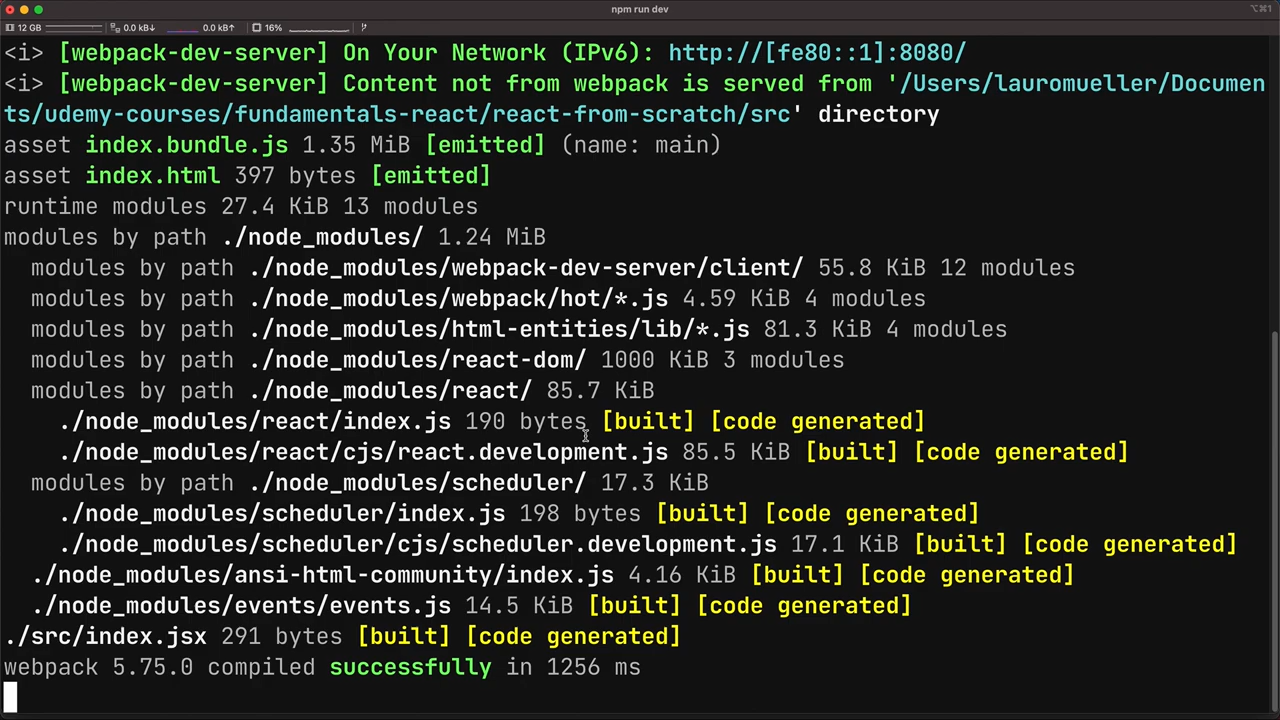 npm run dev
⌥⌘1
12 GB 0.0 kB↓ 0.0 kB↑ 16%
<i> [webpack-dev-server] On Your Network (IPv6): http://[fe80::1]:8080/
<i> [webpack-dev-server] Content not from webpack is served from '/Users/lauromueller/Documen
ts/udemy-courses/fundamentals-react/react-from-scratch/src' directory
asset index.bundle.js 1.35 MiB [emitted] (name: main)
asset index.html 397 bytes [emitted]
runtime modules 27.4 KiB 13 modules
modules by path ./node_modules/ 1.24 MiB
  modules by path ./node_modules/webpack-dev-server/client/ 55.8 KiB 12 modules
  modules by path ./node_modules/webpack/hot/*.js 4.59 KiB 4 modules
  modules by path ./node_modules/html-entities/lib/*.js 81.3 KiB 4 modules
  modules by path ./node_modules/react-dom/ 1000 KiB 3 modules
  modules by path ./node_modules/react/ 85.7 KiB
    ./node_modules/react/index.js 190 bytes [built] [code generated]
    ./node_modules/react/cjs/react.development.js 85.5 KiB [built] [code generated]
  modules by path ./node_modules/scheduler/ 17.3 KiB
    ./node_modules/scheduler/index.js 198 bytes [built] [code generated]
    ./node_modules/scheduler/cjs/scheduler.development.js 17.1 KiB [built] [code generated]
  ./node_modules/ansi-html-community/index.js 4.16 KiB [built] [code generated]
  ./node_modules/events/events.js 14.5 KiB [built] [code generated]
./src/index.jsx 291 bytes [built] [code generated]
webpack 5.75.0 compiled successfully in 1256 ms